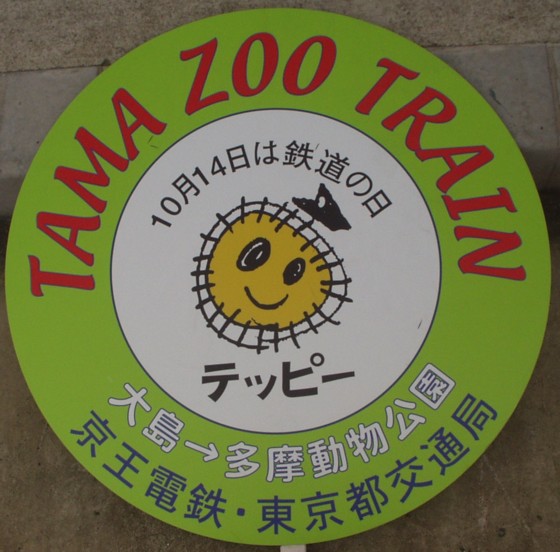 TAMA ZOO TRAIN
10月14日は鉄道の日
テッピー
大島→多摩動物公園
京王電鉄・東京都交通局